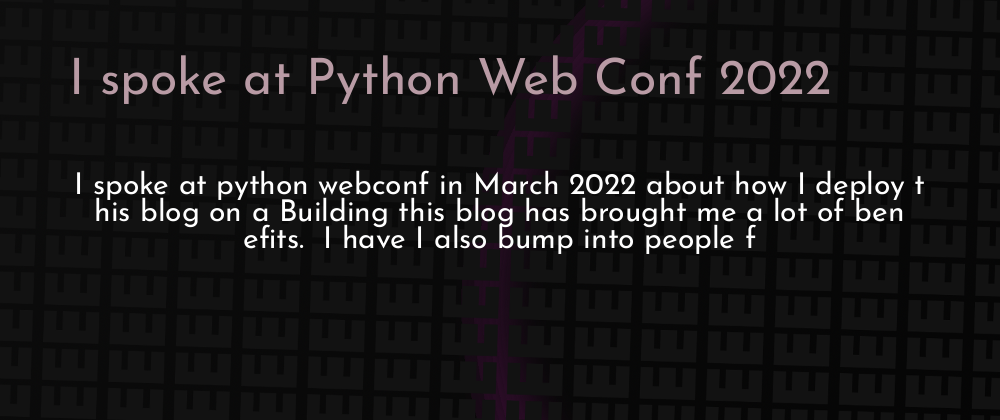 I spoke at Python Web Conf 2022
I spoke at python webconf in March 2022 about how I deploy t
his blog on a Building this blog has brought me a lot of ben
efits.  I have I also bump into people f